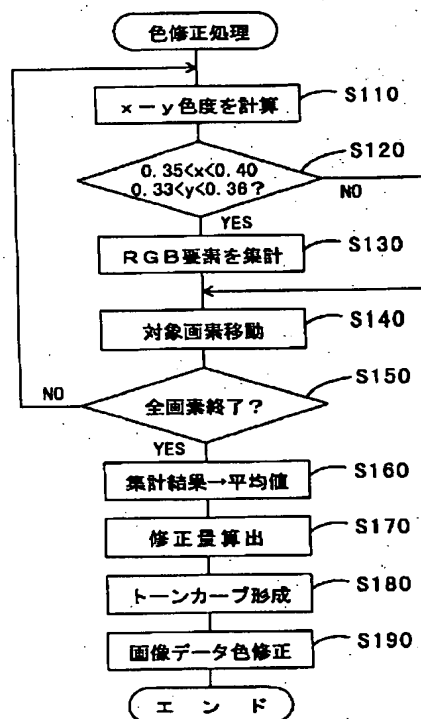 色修正処理
x－y色度を計算
S110
0.35<x<0.40
0.33<y<0.36?
S120
NO
YES
RGB要素を集計
S130
対象画素移動
S140
全画素終了?
S150
NO
YES
集計結果→平均値
S160
修正量算出
S170
トーンカーブ形成
S180
画像データ色修正
S190
エンド